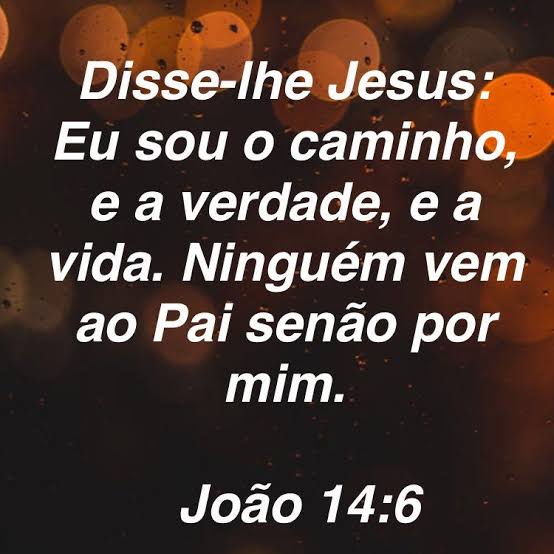 Disse-lhe Jesus:
Eu sou o caminho,
e a verdade, e a
vida. Ninguém vem
ao Pai senão por
mim.
João 14:6